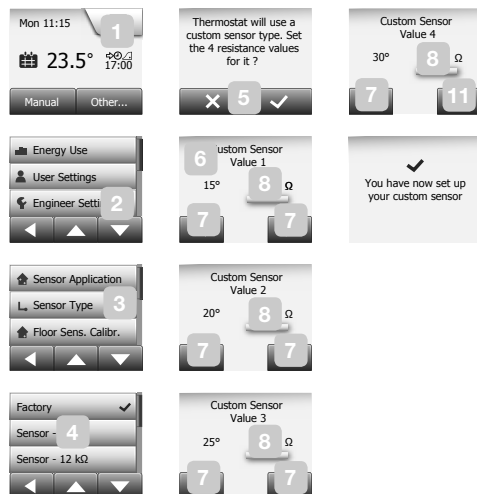 Mon 11:15
1
23.5°
17:00
Manual
Other...
Energy Use
User Settings
Engineer Setti
2
Sensor Application
Sensor Type
3
Floor Sens. Calibr.
Factory
Sensor -
4
Sensor - 12 kΩ
Thermostat will use a
custom sensor type. Set
the 4 resistance values
for it ?
5
6
ustom Sensor
Value 1
15°
8
Ω
7
7
Custom Sensor
Value 2
20°
8
Ω
7
7
Custom Sensor
Value 3
25°
8
Ω
7
7
Custom Sensor
Value 4
30°
8
Ω
7
11
You have now set up
your custom sensor